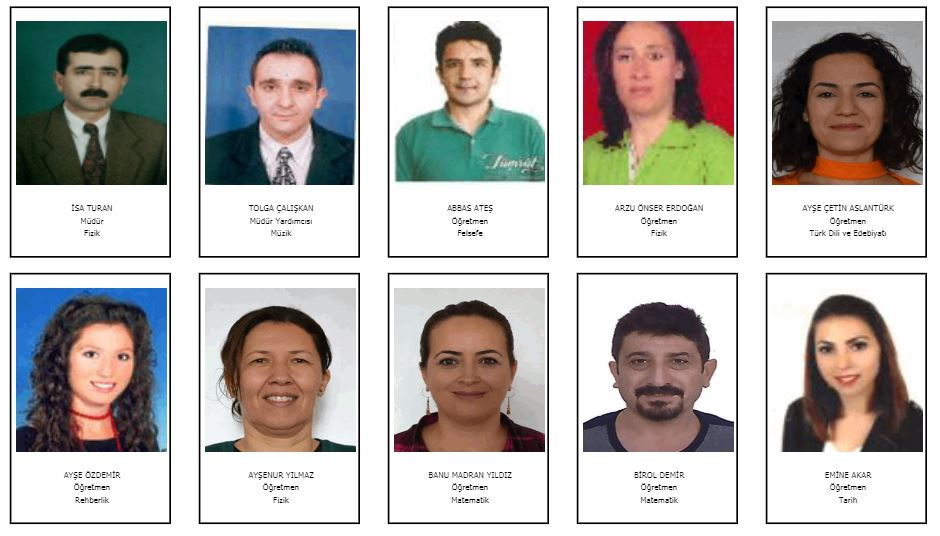 İSA TURAN
Müdür
Fizik
TOLGA ÇALIŞKAN
Müdür Yardımcısı
Müzik
Tumrut
ABBAS ATEŞ
Öğretmen
Felsefe
ARZU ÖNSER ERDOĞAN
Öğretmen
Fizik
AYŞE ÇETİN ASLANTÜRK
Öğretmen
Türk Dili ve Edebiyatı
AYŞE ÖZDEMİR
Öğretmen
Rehberlik
AYŞENUR YILMAZ
Öğretmen
Fizik
BANU MADRAN YILDIZ
Öğretmen
Matematik
BİROL DEMİR
Öğretmen
Matematik
EMİNE AKAR
Öğretmen
Tarih